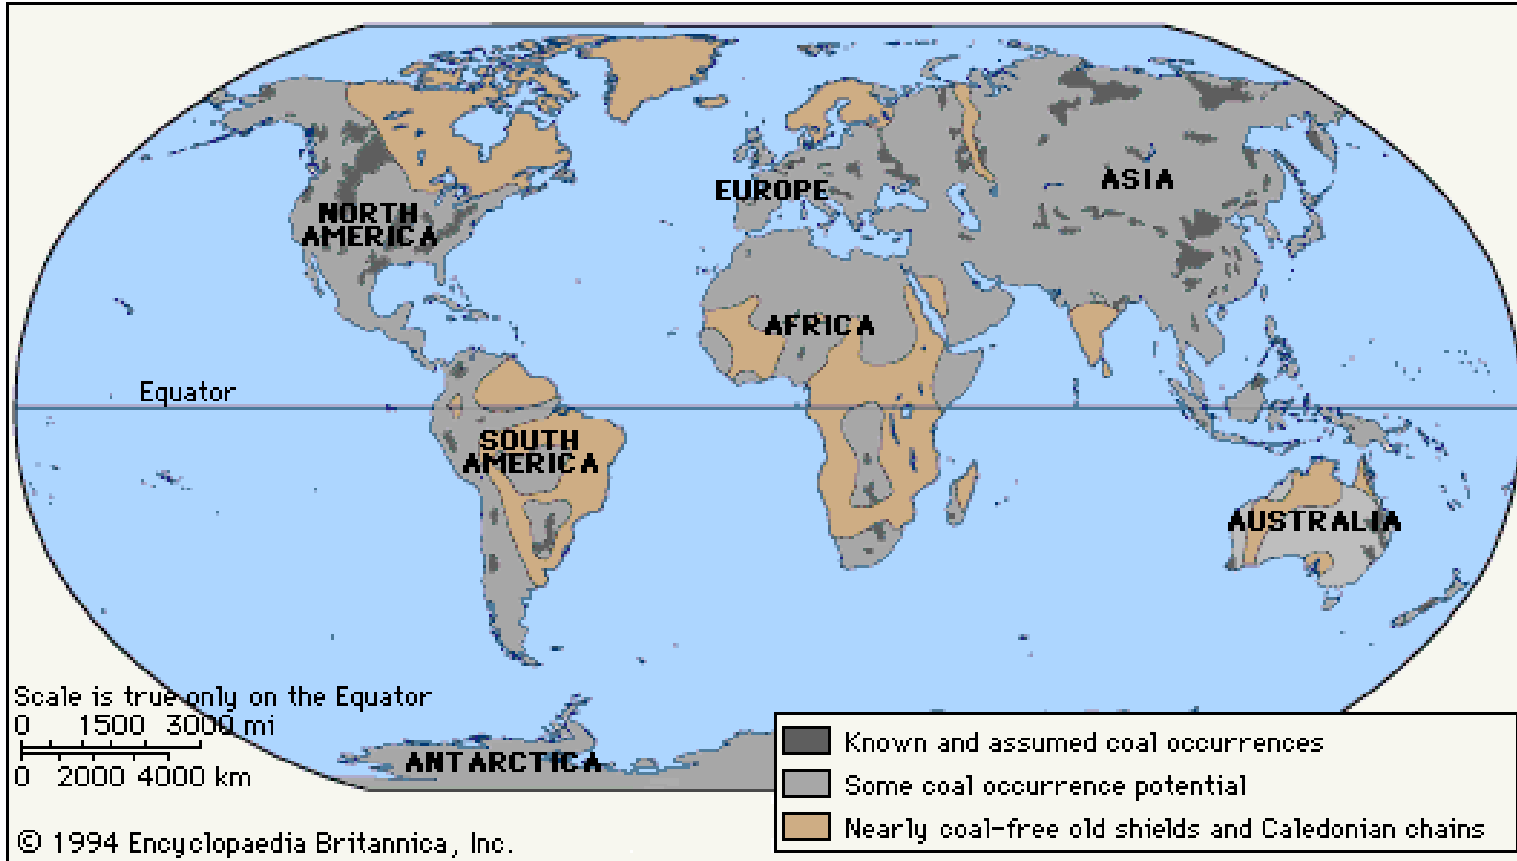 EUROPE
ASIA
NORTH
AMERICA
AFRICA
Equator
SOUTH
AMERICA
AUSTRALIA
Scale is true only on the Equator
0 1500 3000 mi
0 2000 4000 km
ANTARCTICA
Known and assumed coal occurrences
Some coal occurrence potential
Nearly coal-free old shields and Caledonian chains
© 1994 Encyclopaedia Britannica, Inc.